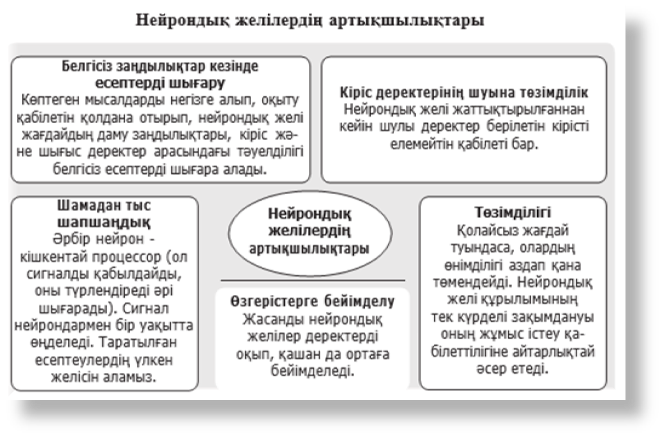 Нейрондық желілердің артықшылықтары
Белгісіз заңдылықтар кезінде
есептерді шығару
Көптеген мысалдарды негізге алып, оқыту
қабілетін қолдана отырып, нейрондық желі
жағдайдың даму заңдылықтары, кіріс жә-
не шығыс деректер арасындағы тәуелділігі
белгісіз есептерді шығара алады.
Кіріс деректерінің шуына төзімділік
Нейрондық желі жаттықтырылғаннан
кейін шулы деректер берілетін кірісті
елемейтін қабілеті бар.
Шамадан тыс
шапшаңдық
Әрбір нейрон -
кішкентай процессор (ол
сигналды қабылдайды,
оны түрлендіреді әрі
шығарады). Сигнал
нейрондармен бір уақытта
өңделеді. Таратылған
есептеулердің үлкен
желісін аламыз.
Нейрондық
желілердің
артықшылықтары
Өзгерістерге бейімделу
Жасанды нейрондық
желілер деректерді
оқып, қашан да ортаға
бейімделеді.
Төзімділігі
Қолайсыз жағдай
туындаса, олардың
өнімділігі аздап қана
төмендейді. Нейрондық
желі құрылымының
тек күрделі зақымдануы
оның жұмыс істеу қа-
білеттілігіне айтарлықтай
әсер етеді.